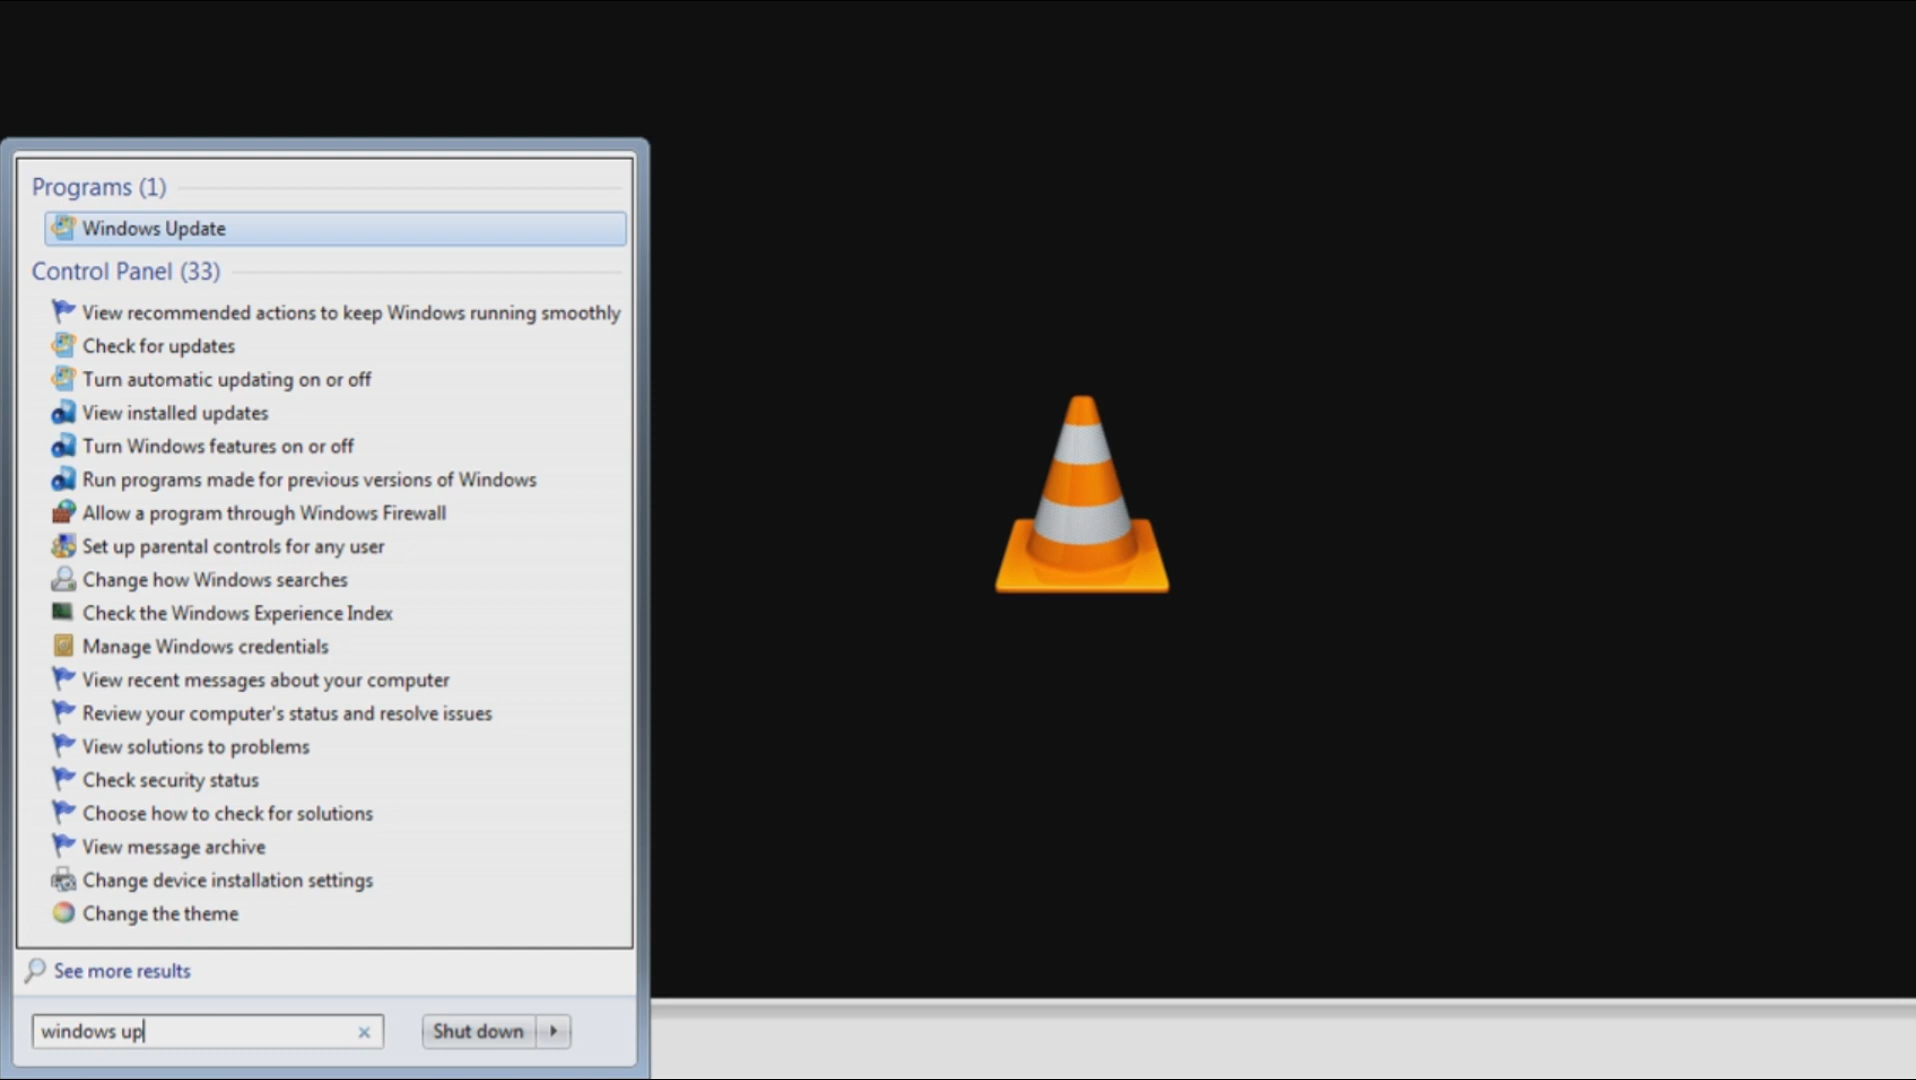 Programs (1)
Windows Update
Control Panel (33)
View recommended actions to keep Windows running smoothly
Check for updates
Turn automatic updating on or off
View installed updates
Turn Windows features on or off
Run programs made for previous versions of Windows
Allow a program through Windows Firewall
Set up parental controls for any user
Change how Windows searches
Check the Windows Experience Index
Manage Windows credentials
View recent messages about your computer
Review your computer's status and resolve issues
View solutions to problems
Check security status
Choose how to check for solutions
View message archive
Change device installation settings
Change the theme
See more results
windows up
Shut down